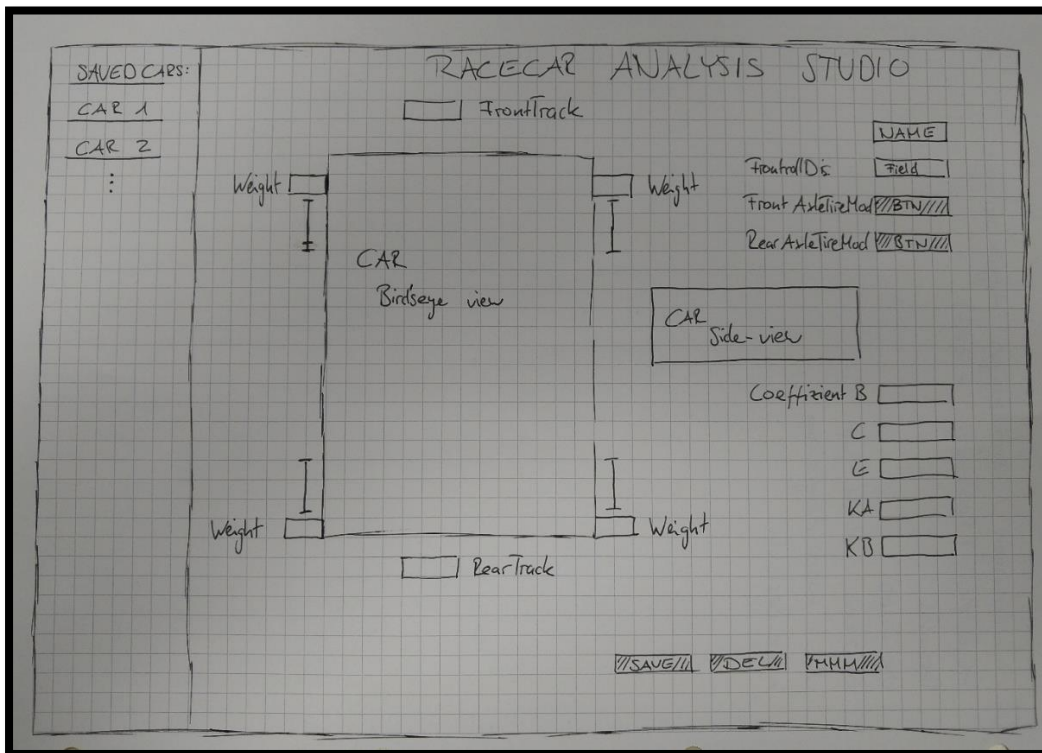 SAVED CARS:
CAR 1
CAR 2
RACECAR ANALYSIS STUDIO
FrontTrack
Weight
Weight
CAR
Birdseye view
Weight
Weight
RearTrack
NAME
FrontrollDis
Field
Front AxleTireMod
BTN
Rear AxleTireMod
BTN
CAR
Side-view
Coeffizient B
C
E
KA
KB
SAVE
DEL
MMM